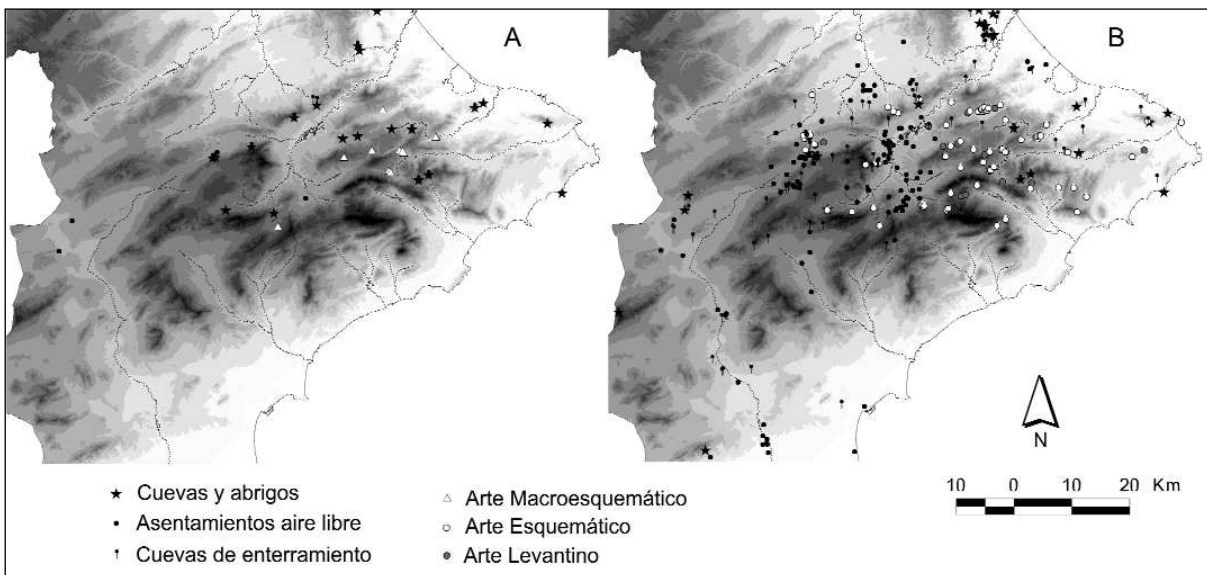 A
B
N
10 0 10 20 Km
Cuevas y abrigos
Asentamientos aire libre
Cuevas de enterramiento
Arte Macroesquemático
Arte Esquemático
Arte Levantino